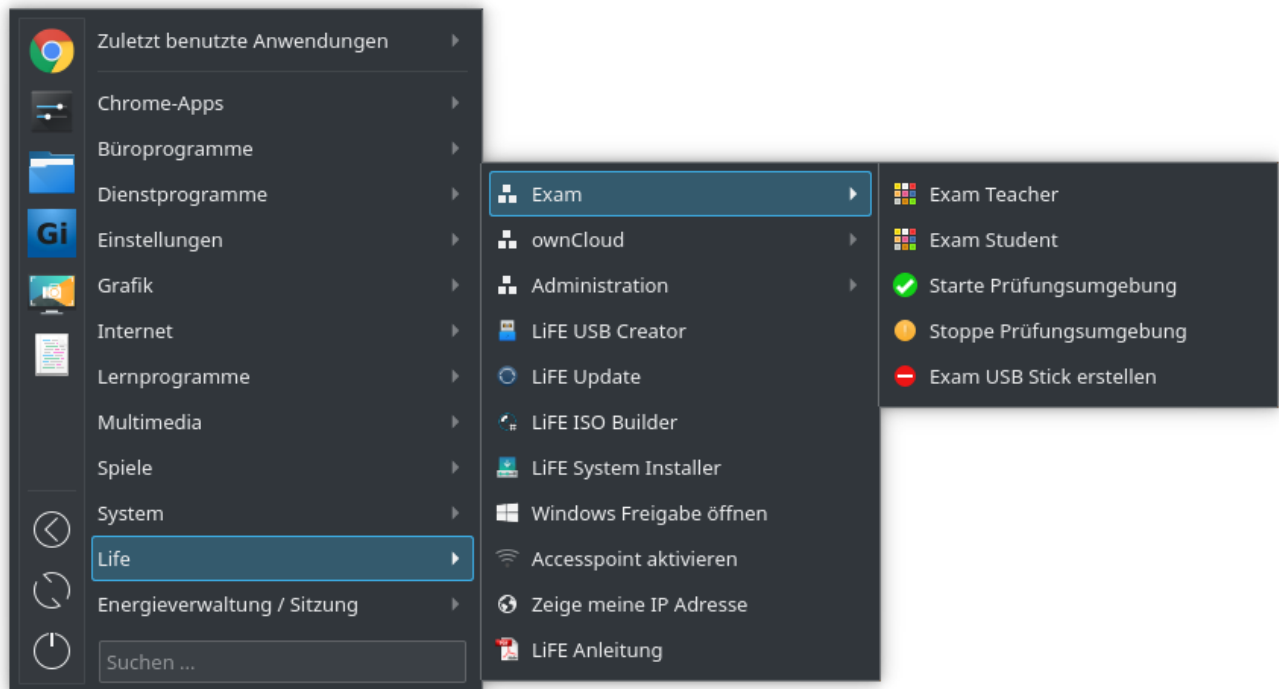 Zuletzt benutzte Anwendungen
Chrome-Apps
Büroprogramme
Dienstprogramme
Einstellungen
Grafik
Internet
Lernprogramme
Multimedia
Spiele
System
Life
Energieverwaltung / Sitzung
Suchen ...
Gi
Exam
ownCloud
Administration
LiFE USB Creator
LiFE Update
LiFE ISO Builder
LiFE System Installer
Windows Freigabe öffnen
Accesspoint aktivieren
Zeige meine IP Adresse
LiFE Anleitung
Exam Teacher
Exam Student
Starte Prüfungsumgebung
Stoppe Prüfungsumgebung
Exam USB Stick erstellen